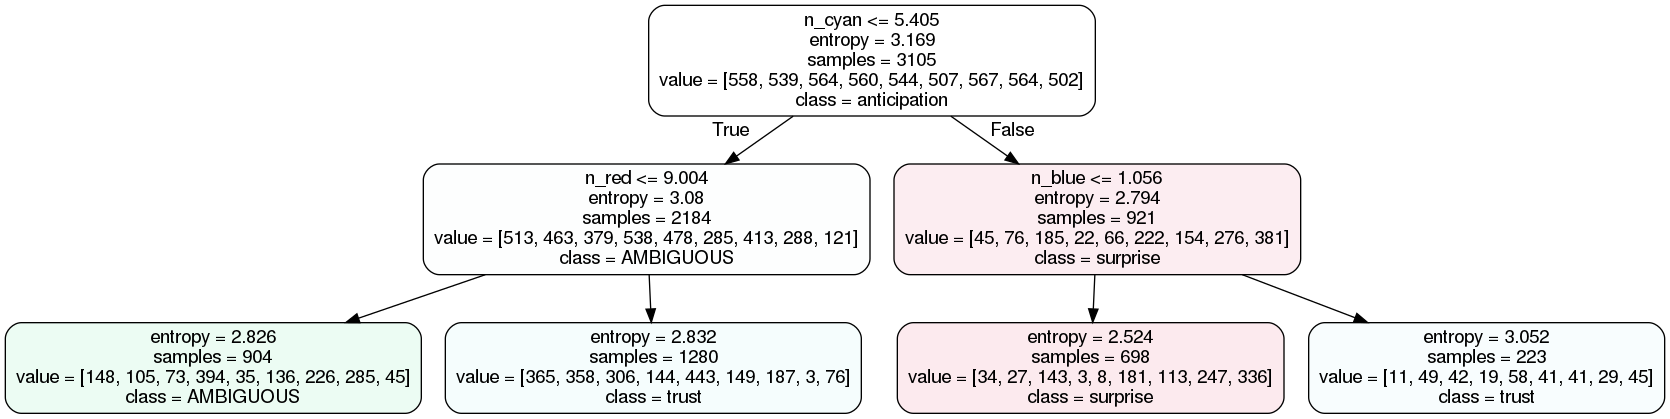 n_cyan <= 5.405
entropy = 3.169
samples = 3105
value = [558, 539, 564, 560, 544, 507, 567, 564, 502]
class = anticipation
True
False
n_red <= 9.004
entropy = 3.08
samples = 2184
value = [513, 463, 379, 538, 478, 285, 413, 288, 121]
class = AMBIGUOUS
n_blue <= 1.056
entropy = 2.794
samples = 921
value = [45, 76, 185, 22, 66, 222, 154, 276, 381]
class = surprise
entropy = 2.826
samples = 904
value = [148, 105, 73, 394, 35, 136, 226, 285, 45]
class = AMBIGUOUS
entropy = 2.832
samples = 1280
value = [365, 358, 306, 144, 443, 149, 187, 3, 76]
class = trust
entropy = 2.524
samples = 698
value = [34, 27, 143, 3, 8, 181, 113, 247, 336]
class = surprise
entropy = 3.052
samples = 223
value = [11, 49, 42, 19, 58, 41, 41, 29, 45]
class = trust